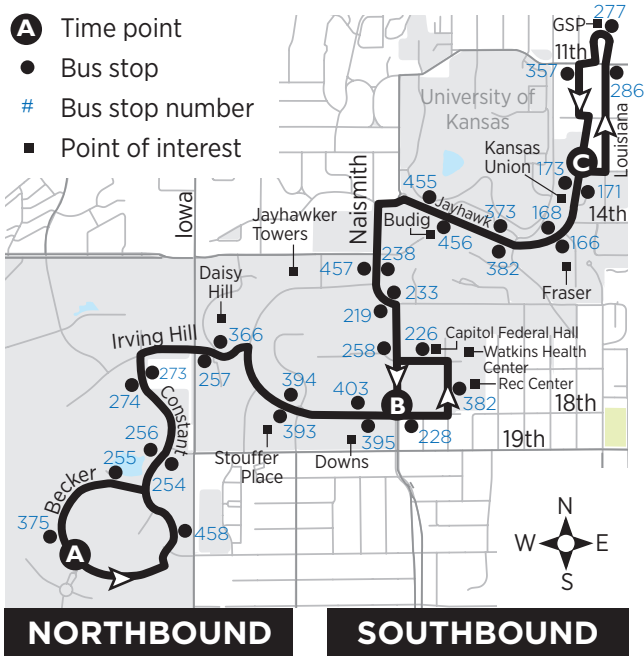 A Time point
Bus stop
# Bus stop number
Point of interest
277
GSP
11th
357
286
University of
Kansas
Louisiana
Kansas
Union
C
173
171
14th
455
Jayhawk
373
168
Naismith
Budig
456
382
166
Fraser
Iowa
Jayhawker
Towers
457
238
233
219
Daisy
Hill
Irving Hill
366
258
226
Capitol Federal Hall
Watkins Health
Center
Rec Center
273
257
274
Constant
394
403
B
382
18th
393
395
228
19th
Stouffer
Place
Downs
256
255
254
Becker
375
458
A
N
W
E
S
NORTHBOUND
SOUTHBOUND